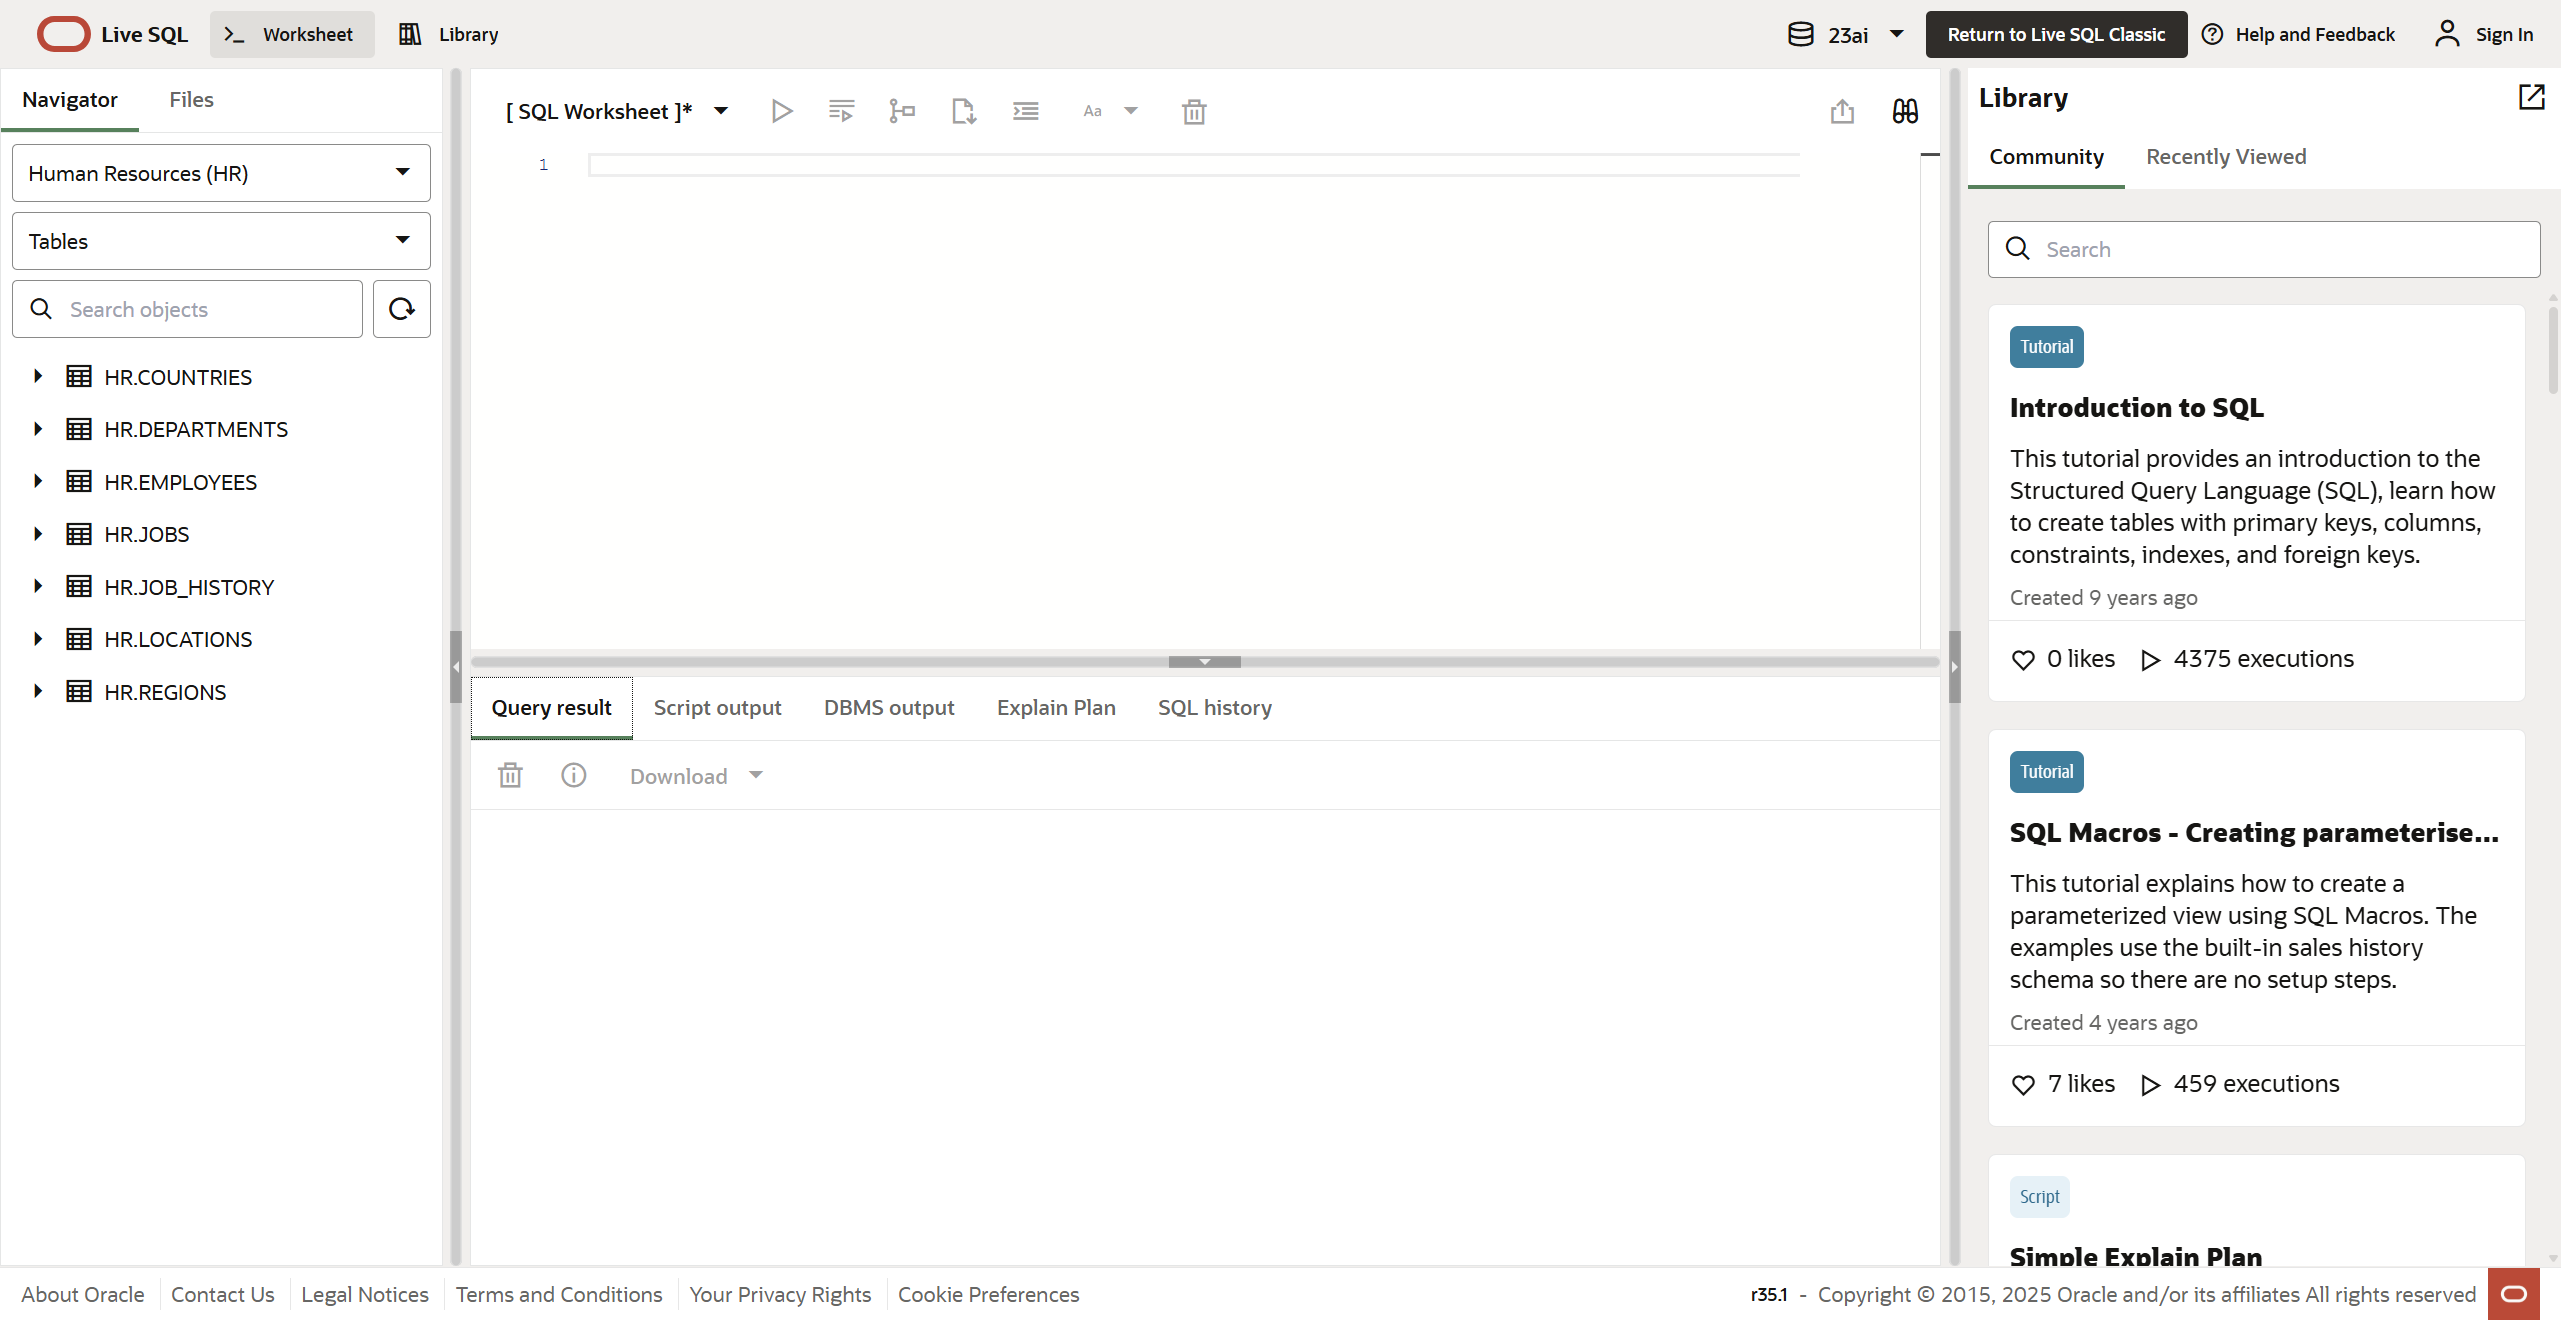 Live SQL
Worksheet
Library
23ai
Return to Live SQL Classic
Help and Feedback
Sign In
Navigator
Files
Human Resources (HR)
Tables
Search objects
HR.COUNTRIES
HR.DEPARTMENTS
HR.EMPLOYEES
HR.JOBS
HR.JOB_HISTORY
HR.LOCATIONS
HR.REGIONS
[ SQL Worksheet ]*
Aa
1
Query result
Script output
DBMS output
Explain Plan
SQL history
Download
Library
Community
Recently Viewed
Search
Tutorial
Introduction to SQL
This tutorial provides an introduction to the
Structured Query Language (SQL), learn how
to create tables with primary keys, columns,
constraints, indexes, and foreign keys.
Created 9 years ago
0 likes
4375 executions
Tutorial
SQL Macros - Creating parameterise...
This tutorial explains how to create a
parameterized view using SQL Macros. The
examples use the built-in sales history
schema so there are no setup steps.
Created 4 years ago
7 likes
459 executions
Script
Simple Explain Plan
About Oracle
Contact Us
Legal Notices
Terms and Conditions
Your Privacy Rights
Cookie Preferences
r35.1 - Copyright © 2015, 2025 Oracle and/or its affiliates All rights reserved